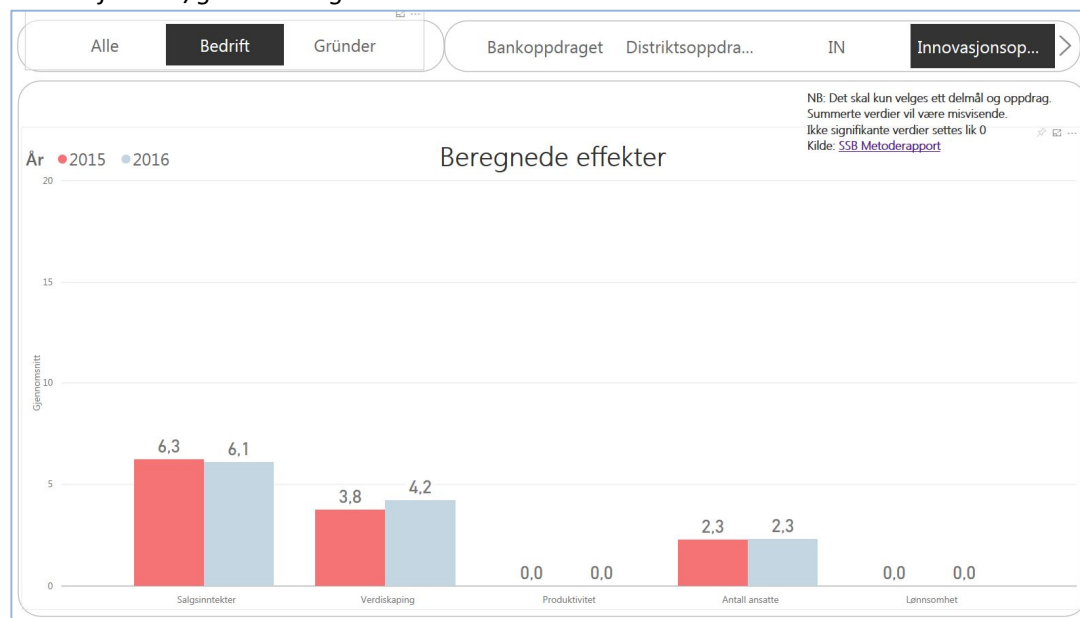 Alle Bedrift Gründer
Bankoppdraget Distriktsoppdra... IN Innovasjonsop...
NB: Det skal kun velges ett delmål og oppdrag.
Summerte verdier vil være misvisende.
Ikke signifikante verdier settes lik 0
Kilde: SSB Metoderapport
År 2015 2016
Beregnede effekter
20
15
10
5
0
Gjennomsnitt
6,3 6,1
3,8 4,2
0,0 0,0
2,3 2,3
0,0 0,0
Salgsinntekter Verdiskaping Produktivitet Antall ansatte Lønnsomhet